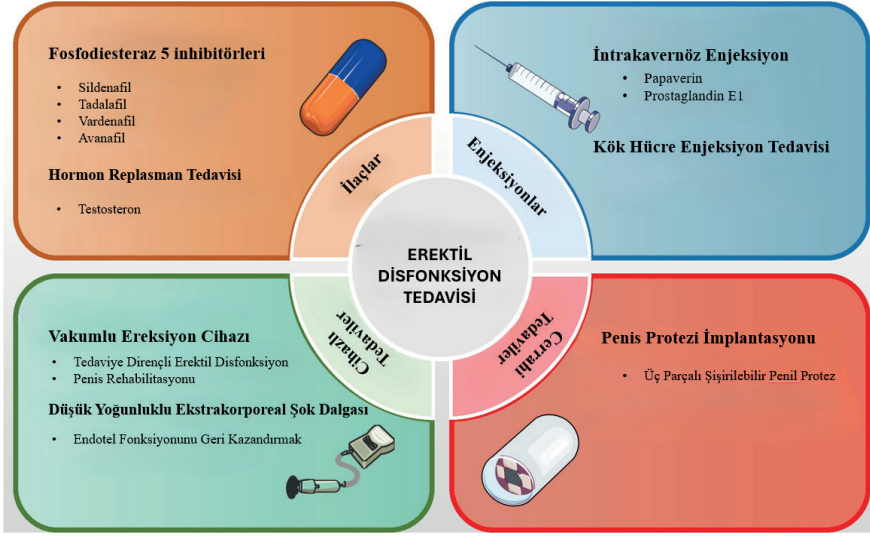 Fosfodiesteraz 5 inhibitörleri
• Sildenafil
• Tadalafil
• Vardenafil
• Avanafil
Hormon Replasman Tedavisi
• Testosteron
İlaçlar
İntrakavernöz Enjeksiyon
• Papaverin
• Prostaglandin E1
Kök Hücre Enjeksiyon Tedavisi
Enjeksiyonlar
EREKTİL
DİSFONKSİYON
TEDAVİSİ
Vakumlu Ereksiyon Cihazı
• Tedaviye Dirençli Erektil Disfonksiyon
• Penis Rehabilitasyonu
Düşük Yoğunluklu Ekstrakorporeal Şok Dalgası
• Endotel Fonksiyonunu Geri Kazandırmak
Cihazlı
Tedaviler
Cerrahi
Tedaviler
Penis Protezi İmplantasyonu
• Üç Parçalı Şişirilebilir Penil Protez